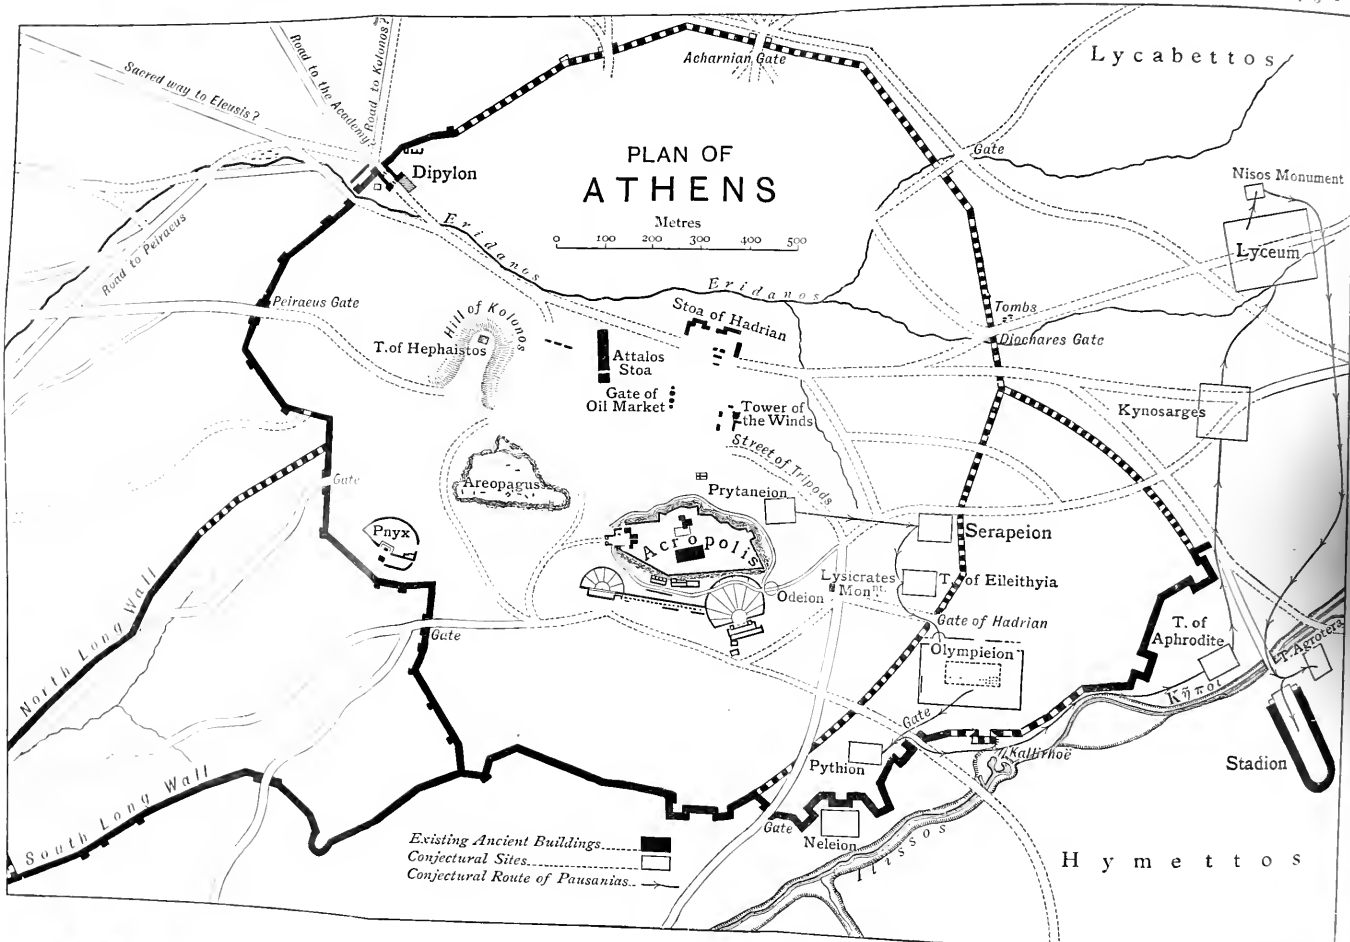 Lycabettos
Acharnian Gate
Sacred way to Eleusis?
Road to the Academy?
Road to Kolonos?
PLAN OF
ATHENS
Metres
0 100 200 300 400 500
Dipylon
Gate
Nisos Monument
Lyceum
Road to Peiraeus
Eridanos
Eridanos
Peiraeus Gate
Hill of Kolonos
T. of Hephaistos
Stoa of Hadrian
Tombs
Diochares Gate
Attalos
Stoa
Gate of
Oil Market
Tower of
the Winds
Kynosarges
Street of Tripods
Gate
Areopagus
Prytaneion
Pnyx
Acropolis
Serapeion
Lysicrates
Monnt.
T. of Eileithyia
Odeion
Gate of Hadrian
T. of
Aphrodite
T. Agrotera
Gate
Olympieion
North Long Wall
Κῆποι
Gate
Kallirhoë
Pythion
Stadion
South Long Wall
Gate
Neleion
Ilissos
Hymettos
Existing Ancient Buildings
Conjectural Sites
Conjectural Route of Pausanias